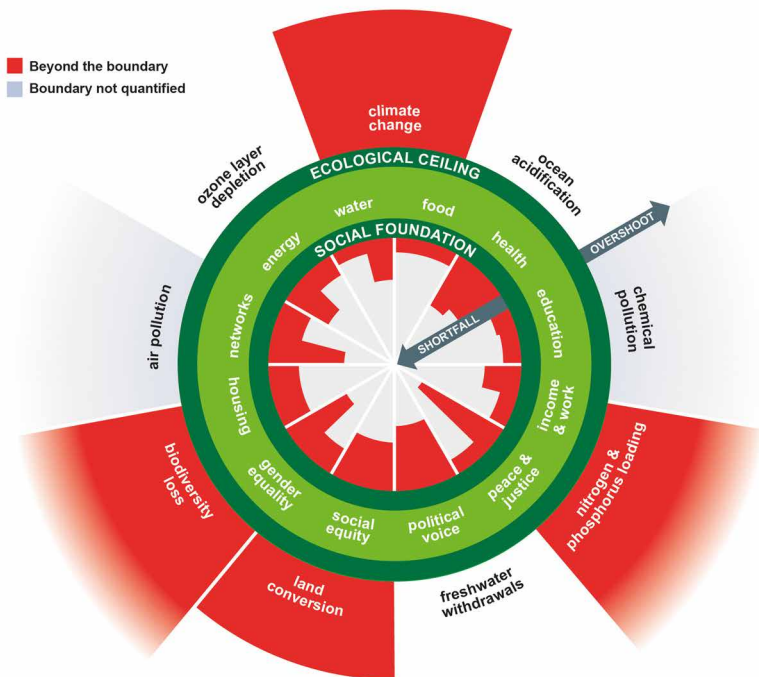 Beyond the boundary
Boundary not quantified
climate
change
ozone layer
depletion
ocean
acidification
ECOLOGICAL CEILING
water
food
energy
health
SOCIAL FOUNDATION
OVERSHOOT
SHORTFALL
networks
education
air pollution
chemical
pollution
housing
income
& work
gender
equality
social
equity
political
voice
peace &
justice
biodiversity
loss
nitrogen &
phosphorus loading
land
conversion
freshwater
withdrawals